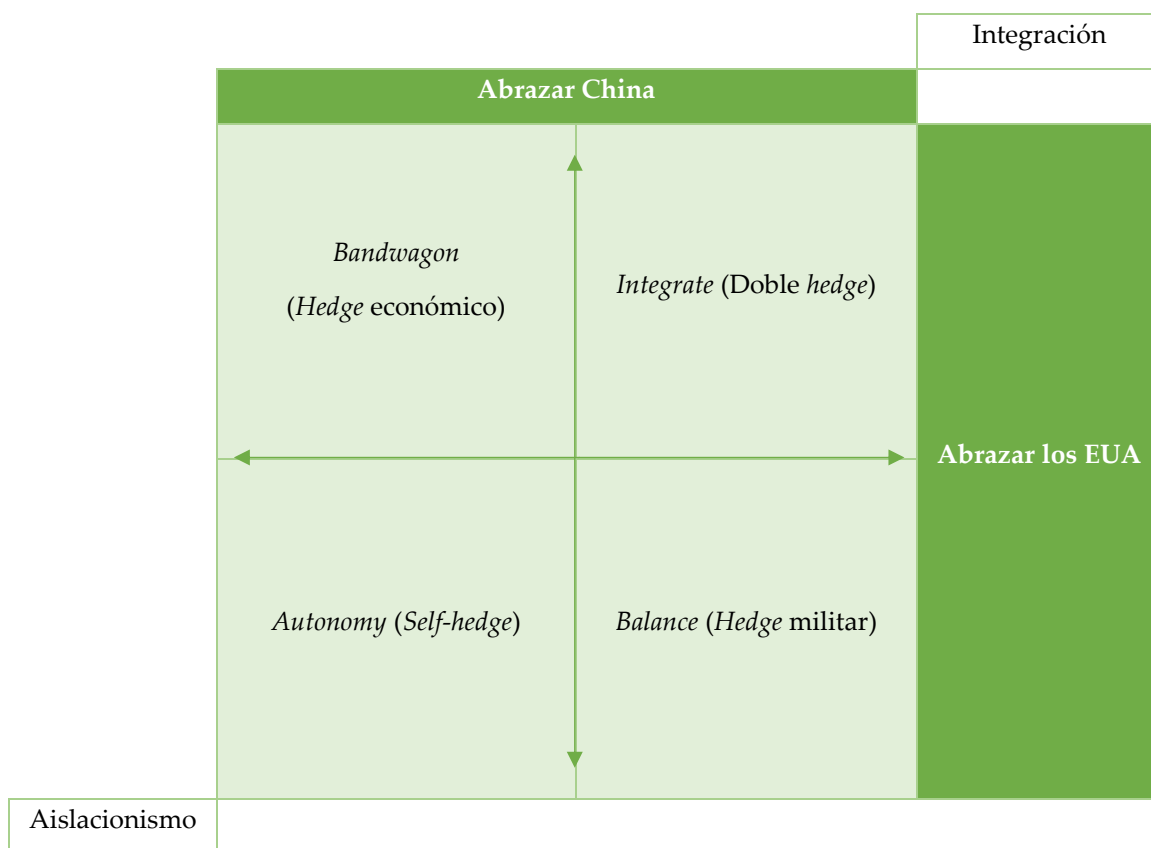 Integración
Abrazar China
Bandwagon
(Hedge económico)
Integrate (Doble hedge)
Abrazar los EUA
Autonomy (Self-hedge)
Balance (Hedge militar)
Aislacionismo